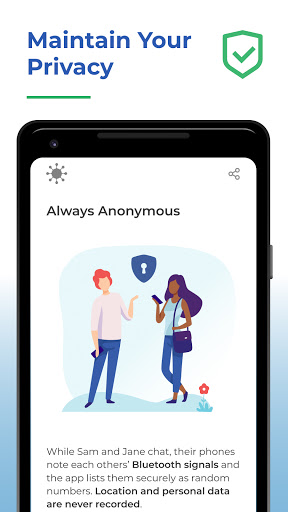 Maintain Your
Privacy
Always Anonymous
While Sam and Jane chat, their phones
note each others’ Bluetooth signals and
the app lists them securely as random
numbers. Location and personal data
are never recorded.